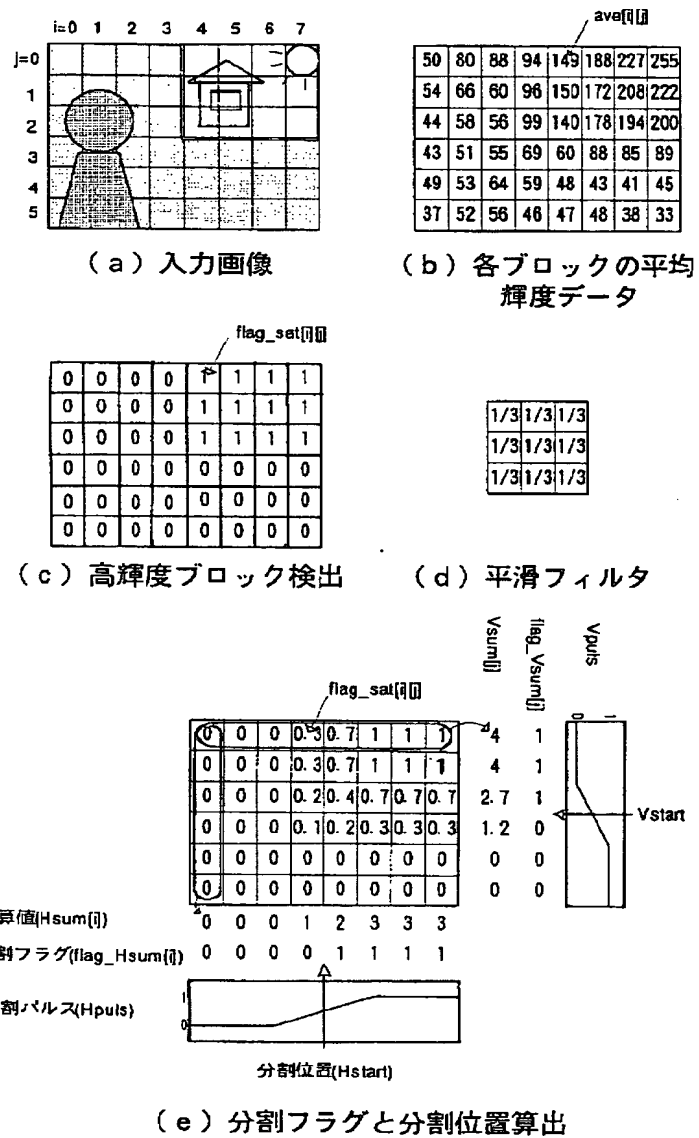 i=0 1 2 3 4 5 6 7
j=0
1
2
3
4
5
(a)入力画像
ave[i][j]
50 80 88 94 149 188 227 255
54 66 60 96 150 172 208 222
44 58 56 99 140 178 194 200
43 51 55 69 60 88 85 89
49 53 64 59 48 43 41 45
37 52 56 46 47 48 38 33
(b)各ブロックの平均
輝度データ
flag_sat[i][j]
0 0 0 0 1 1 1 1
0 0 0 0 1 1 1 1
0 0 0 0 1 1 1 1
0 0 0 0 0 0 0 0
0 0 0 0 0 0 0 0
0 0 0 0 0 0 0 0
(c)高輝度ブロック検出
1/3 1/3 1/3
1/3 1/3 1/3
1/3 1/3 1/3
(d)平滑フィルタ
flag_sat[i][j]
Vsum[j]
flag_Vsum[j]
Vpuls
0 1
0 0 0 0.3 0.7 1 1 1 4 1
0 0 0 0.3 0.7 1 1 1 4 1
0 0 0 0.2 0.4 0.7 0.7 0.7 2.7 1
0 0 0 0.1 0.2 0.3 0.3 0.3 1.2 0
0 0 0 0 0 0 0 0 0 0
0 0 0 0 0 0 0 0 0 0
Vstart
算値(Hsum[i]) 0 0 0 1 2 3 3 3
割フラグ(flag_Hsum[i]) 0 0 0 0 1 1 1 1
割パルス(Hpuls)
1
0
分割位置(Hstart)
(e)分割フラグと分割位置算出